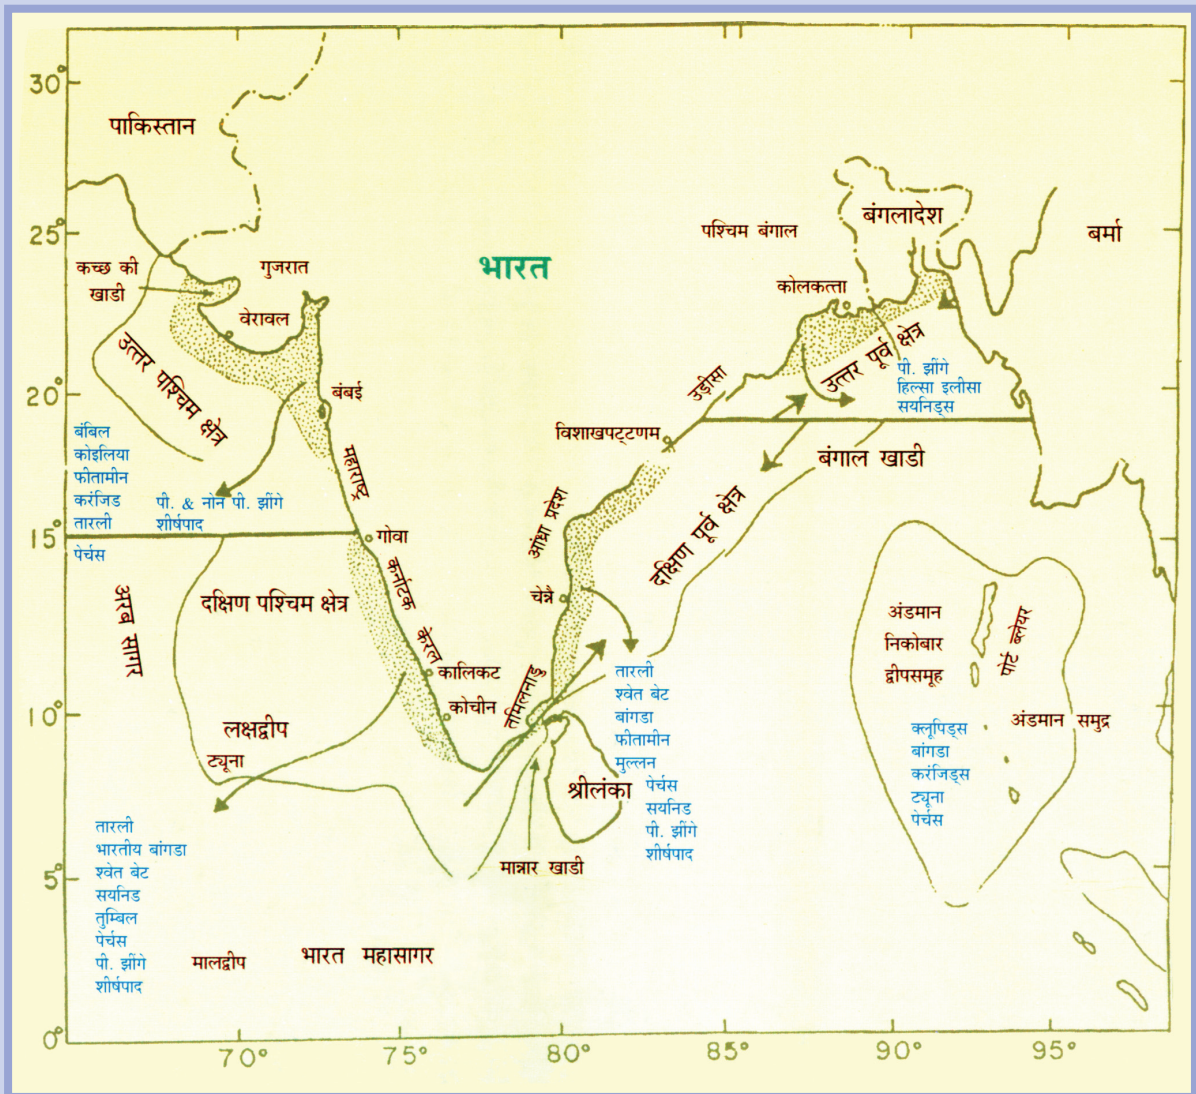 30°
पाकिस्तान
25°
कच्छ की
खाडी
गुजरात
वेरावल
भारत
पश्चिम बंगाल
बंगलादेश
बर्मा
कोलकत्ता
उत्तर पश्चिम क्षेत्र
20°
बंबई
उड़ीसा
उत्तर पूर्व क्षेत्र
पी. झींगे
हिल्सा इलीसा
सयनिड्स
बंबिल
कोइलिया
फीतामीन
करंजिड
तारली
पी. & नोन पी. झींगे
शीर्षपाद
महाराष्ट्र
विशाखपट्टणम
बंगाल खाडी
15°
पेर्चस
गोवा
आंध्रा प्रदेश
दक्षिण पूर्व क्षेत्र
अरब सागर
दक्षिण पश्चिम क्षेत्र
कर्नाटक
केरल
कालिकट
कोचीन
चेन्नै
तमिलनाडु
अंडमान
निकोबार
द्वीपसमूह
पोर्ट ब्लेयर
अंडमान समुद्र
10°
लक्षद्वीप
ट्यूना
तारली
श्वेत बेट
बांगडा
फीतामीन
मुल्लन
पेर्चस
सयनिड
पी. झींगे
शीर्षपाद
श्रीलंका
क्लूपिड्स
बांगडा
करंजिड्स
ट्यूना
पेर्चस
मान्नार खाडी
तारली
भारतीय बांगडा
श्वेत बेट
सयनिड
तुम्बिल
पेर्चस
पी. झींगे
शीर्षपाद
5°
मालद्वीप
भारत महासागर
0°
70°
75°
80°
85°
90°
95°